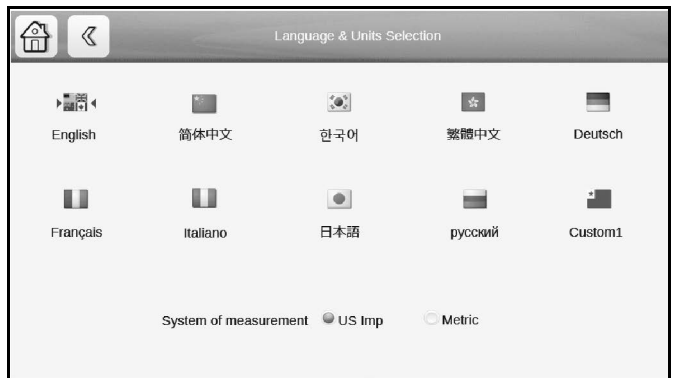 Language & Units Selection
English 简体中文 한국어 繁體中文 Deutsch
Français Italiano 日本語 русский Custom1
System of measurement US Imp Metric